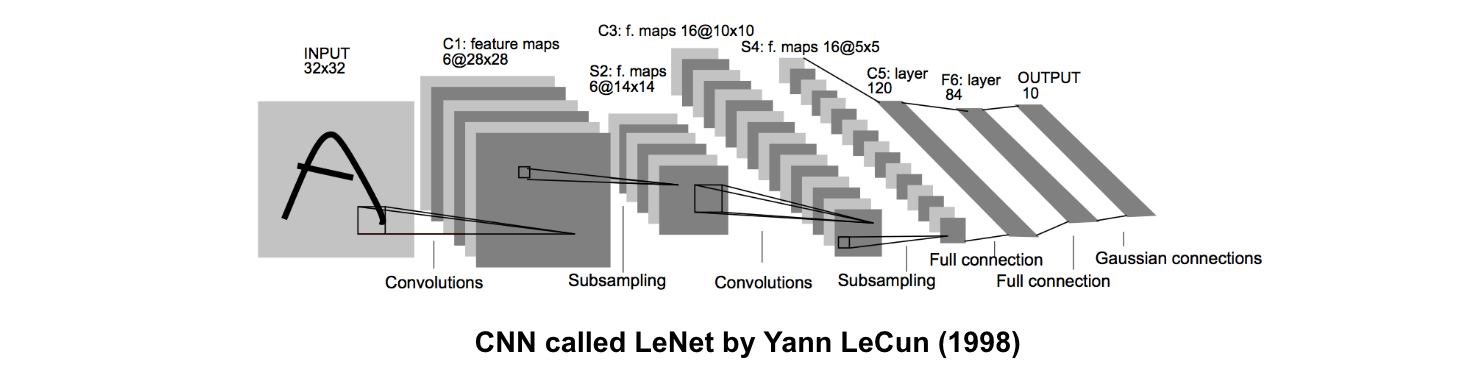 INPUT
32x32
C1: feature maps
6@28x28
S2: f. maps
6@14x14
C3: f. maps 16@10x10
S4: f. maps 16@5x5
C5: layer
120
F6: layer
84
OUTPUT
10
Convolutions
Subsampling
Convolutions
Subsampling
Full connection
Full connection
Gaussian connections
CNN called LeNet by Yann LeCun (1998)